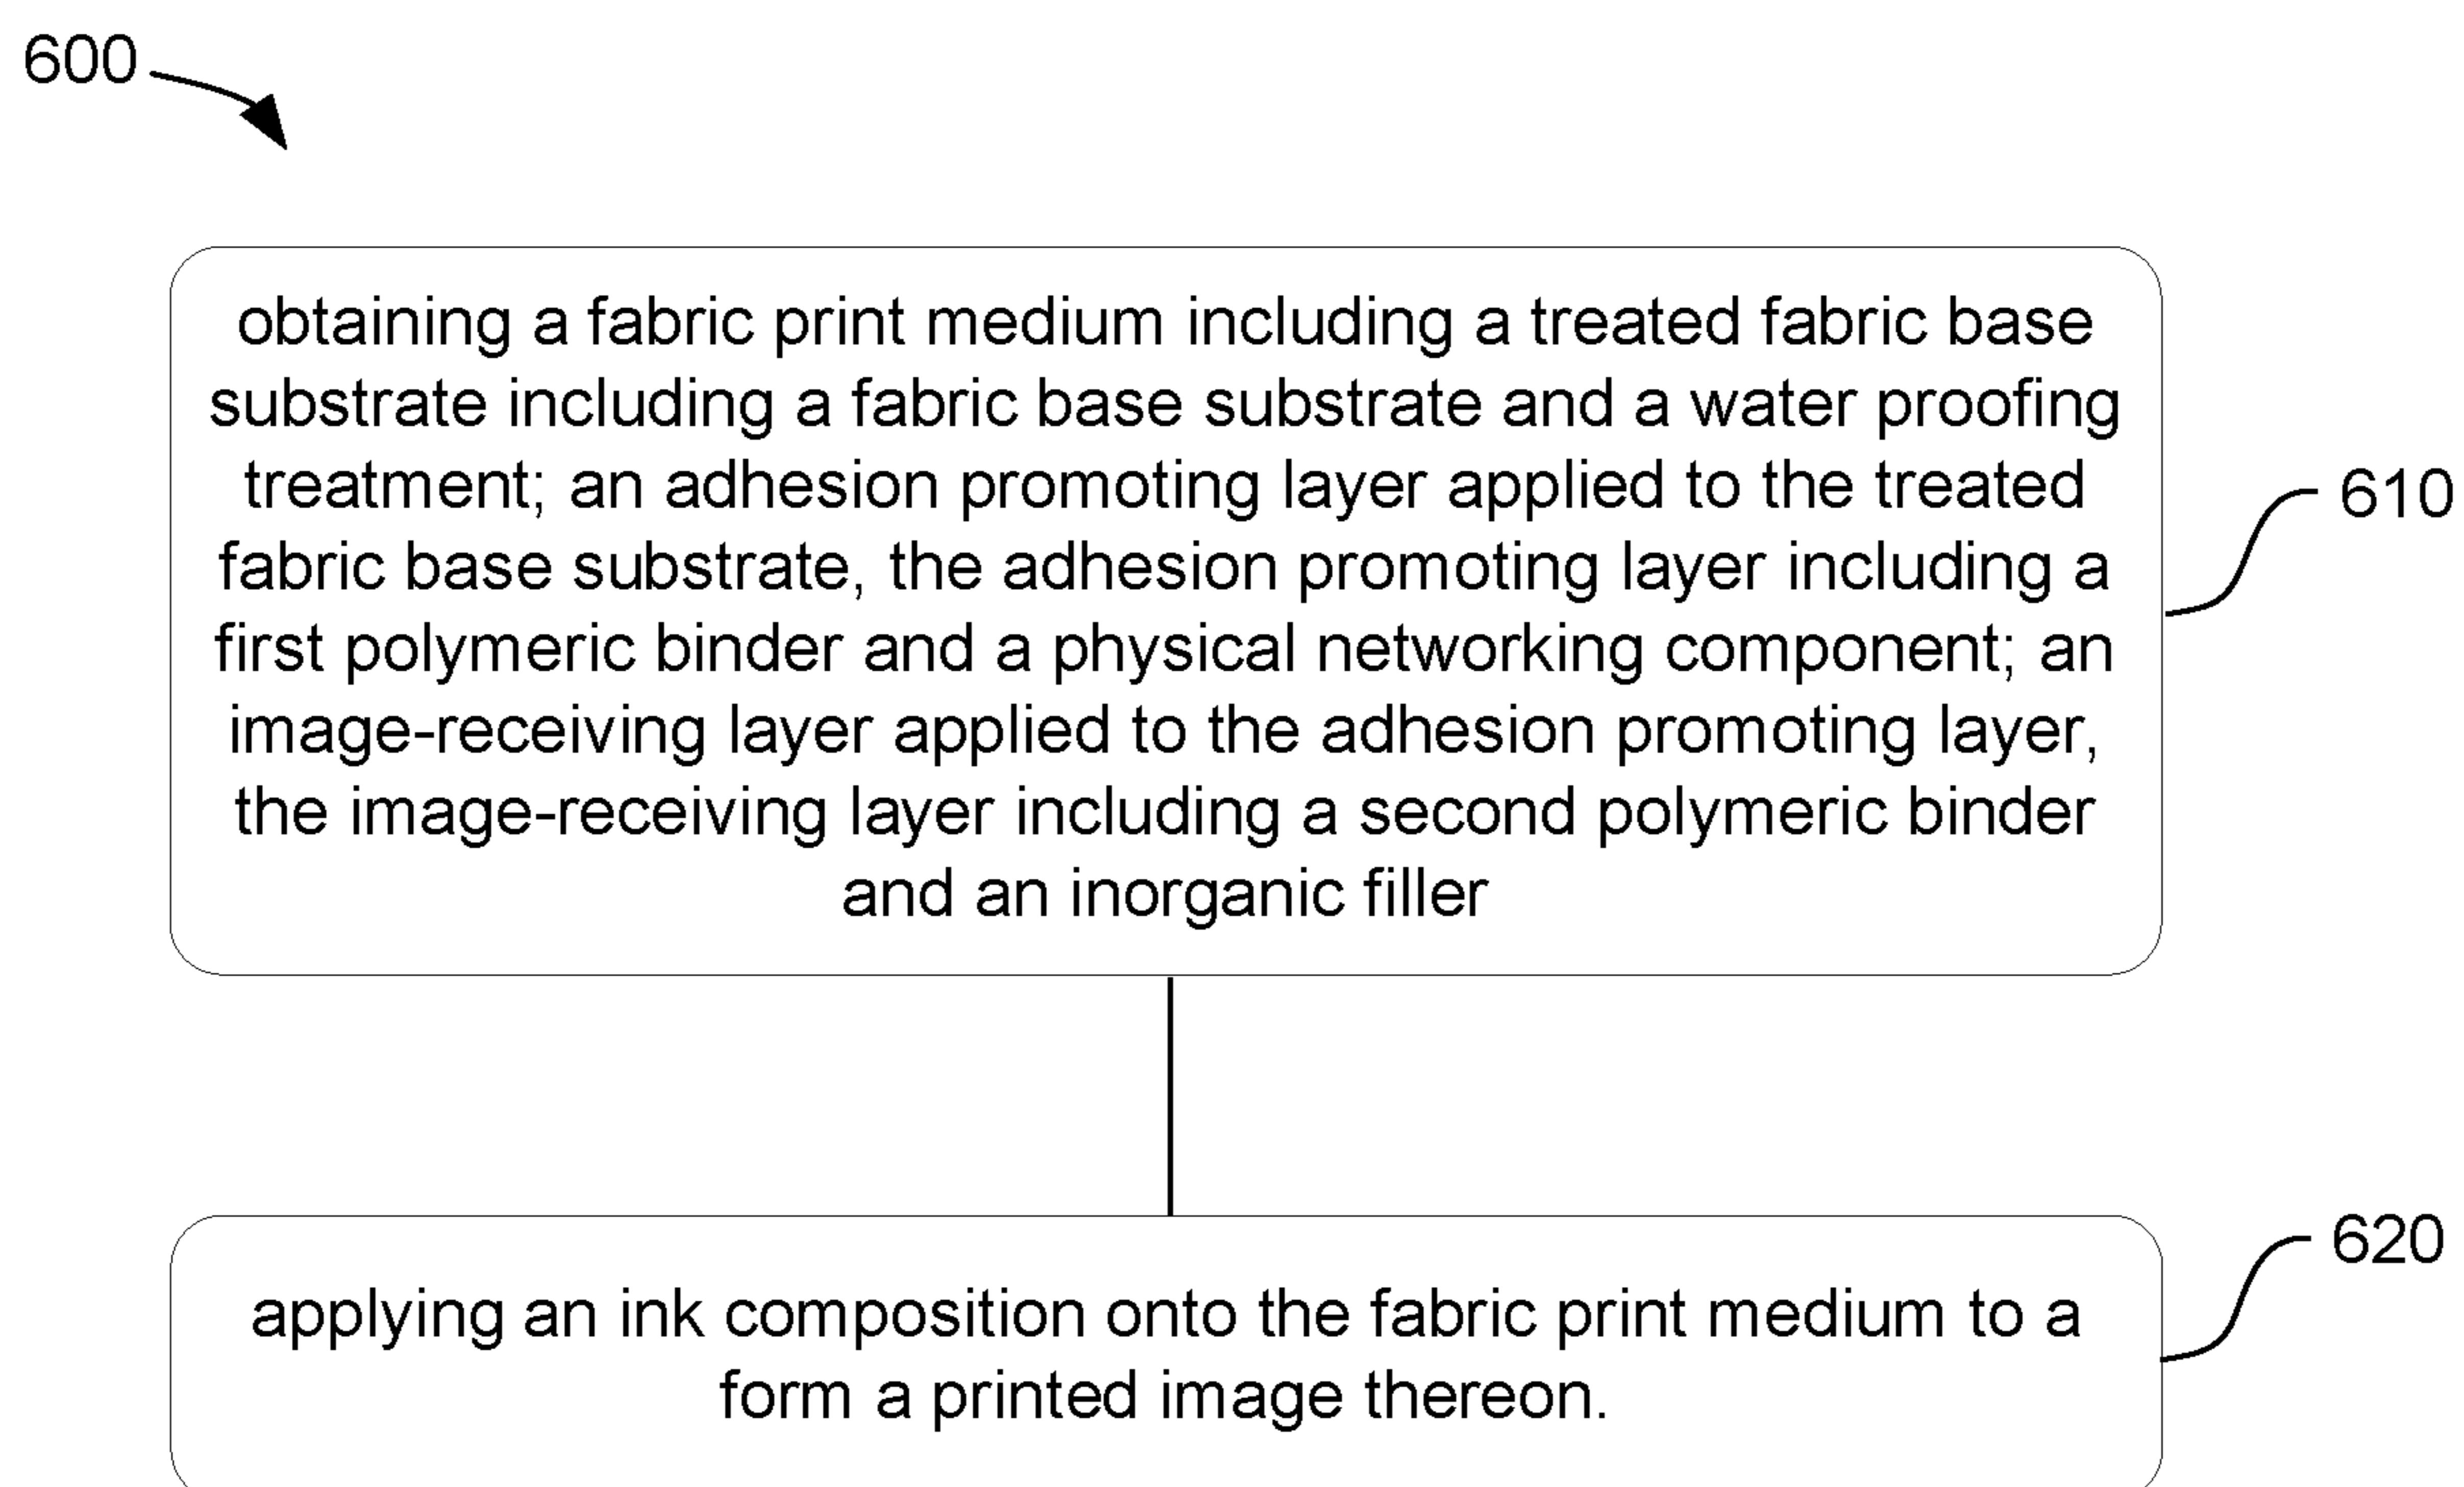 600
obtaining a fabric print medium including a treated fabric base
substrate including a fabric base substrate and a water proofing
treatment; an adhesion promoting layer applied to the treated
fabric base substrate, the adhesion promoting layer including a
first polymeric binder and a physical networking component; an
image-receiving layer applied to the adhesion promoting layer,
the image-receiving layer including a second polymeric binder
and an inorganic filler
610
applying an ink composition onto the fabric print medium to a
form a printed image thereon.
620